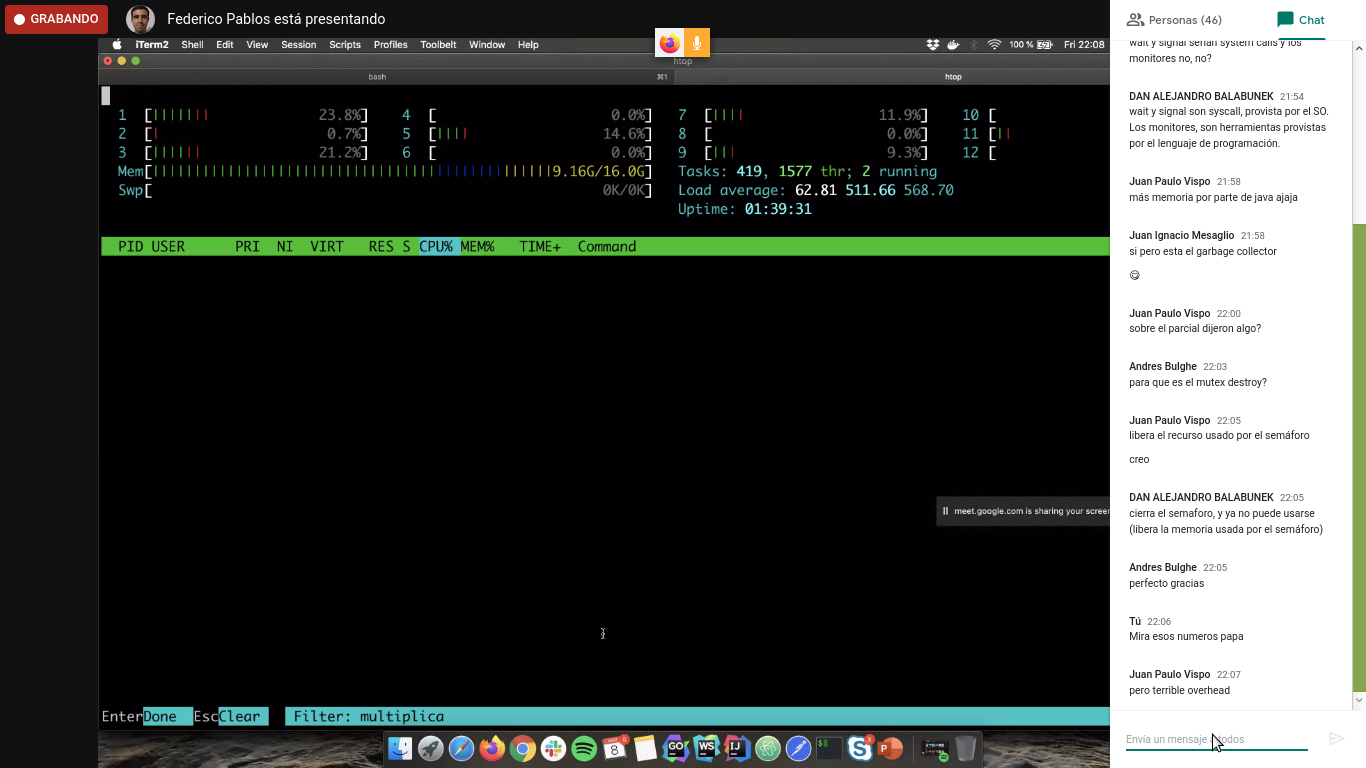 GRABANDO
Federico Pablos está presentando
Personas (46)
Chat
iTerm2 Shell Edit View Session Scripts Profiles Toolbelt Window Help
100 %
Fri 22:08
htop
bash
⌘1
htop
1 [||||||| 23.8%] 4 [ 0.0%] 7 [|||| 11.9%] 10 [
2 [| 0.7%] 5 [|||| 14.6%] 8 [ 0.0%] 11 [||
3 [|||||| 21.2%] 6 [ 0.0%] 9 [||| 9.3%] 12 [
Mem[ 9.16G/16.0G] Tasks: 419, 1577 thr; 2 running
Swp[ 0K/0K] Load average: 62.81 511.66 568.70
Uptime: 01:39:31
PID USER PRI NI VIRT RES S CPU% MEM% TIME+ Command
meet.google.com is sharing your screen
EnterDone EscClear Filter: multiplica
MAR
8
6
GO
WS
IJ
wait y signal serian system calls y los
monitores no, no?
DAN ALEJANDRO BALABUNEK 21:54
wait y signal son syscall, provista por el SO.
Los monitores, son herramientas provistas
por el lenguaje de programación.
Juan Paulo Vispo 21:58
más memoria por parte de java ajaja
Juan Ignacio Mesaglio 21:58
si pero esta el garbage collector
😋
Juan Paulo Vispo 22:00
sobre el parcial dijeron algo?
Andres Bulghe 22:03
para que es el mutex destroy?
Juan Paulo Vispo 22:05
libera el recurso usado por el semáforo
creo
DAN ALEJANDRO BALABUNEK 22:05
cierra el semaforo, y ya no puede usarse
(libera la memoria usada por el semáforo)
Andres Bulghe 22:05
perfecto gracias
Tú 22:06
Mira esos numeros papa
Juan Paulo Vispo 22:07
pero terrible overhead
Envía un mensaje a todos